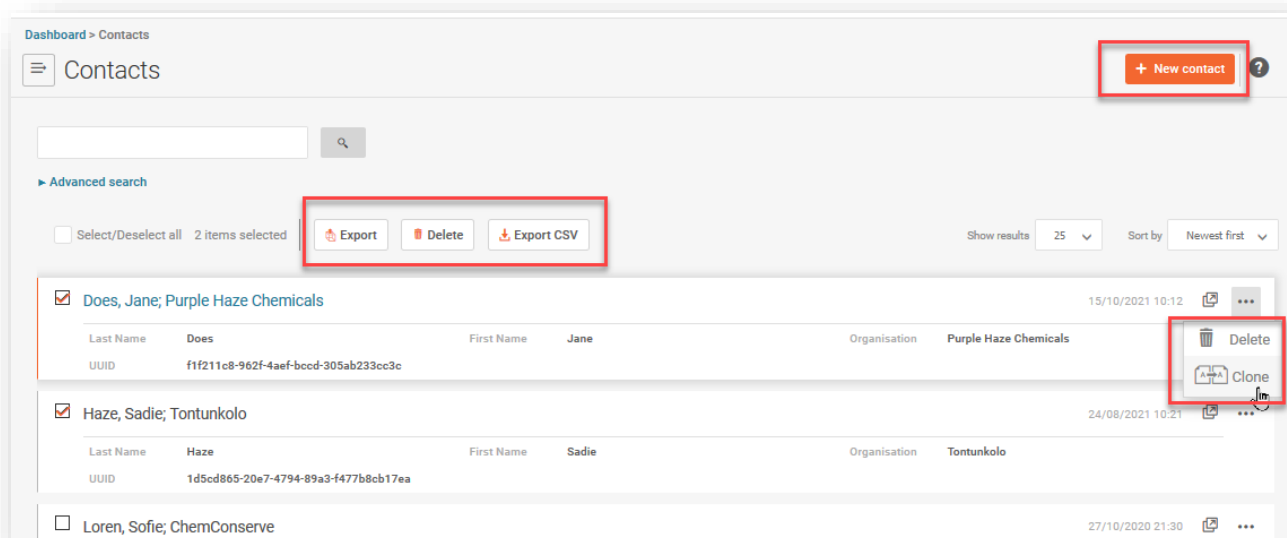 Dashboard > Contacts
Contacts
+ New contact
?
▸ Advanced search
Select/Deselect all 2 items selected Export Delete Export CSV Show results 25 Sort by Newest first
Does, Jane; Purple Haze Chemicals 15/10/2021 10:12 ...
Last Name Does First Name Jane Organisation Purple Haze Chemicals
UUID f1f211c8-962f-4aef-bccd-305ab233cc3c
Delete
A A Clone
Haze, Sadie; Tontunkolo 24/08/2021 10:21 ...
Last Name Haze First Name Sadie Organisation Tontunkolo
UUID 1d5cd865-20e7-4794-89a3-f477b8cb17ea
Loren, Sofie; ChemConserve 27/10/2020 21:30 ...